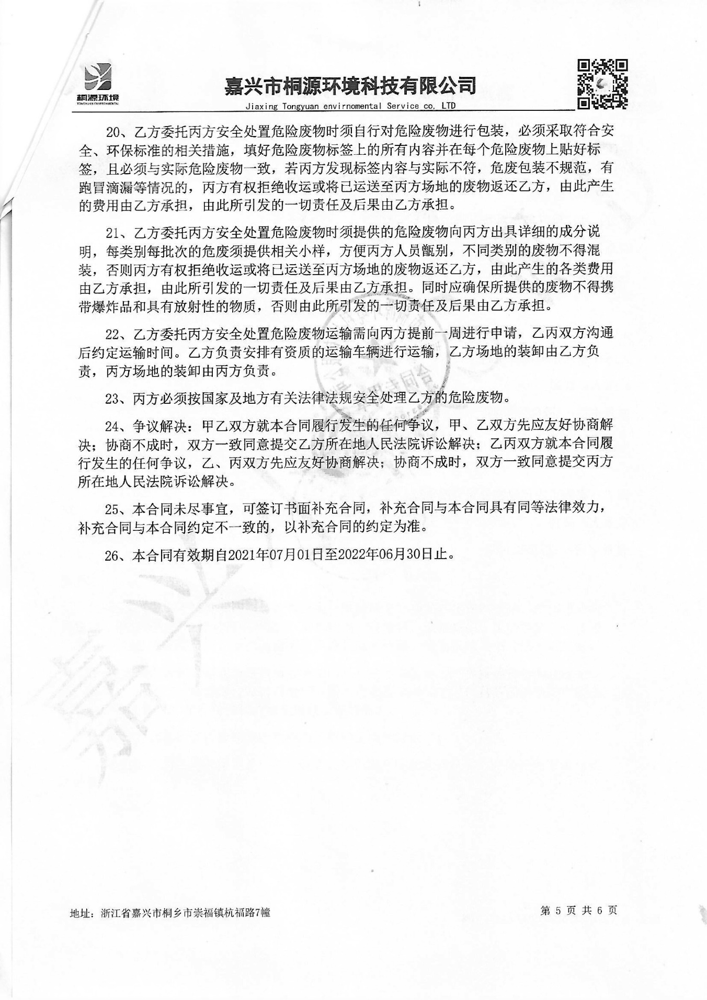 桐源环境
TONGYUAN ENVIRONMENTAL
嘉兴市桐源环境科技有限公司
Jiaxing Tongyuan envirnomental Service co, LTD
20、乙方委托丙方安全处置危险废物时须自行对危险废物进行包装，必须采取符合安
全、环保标准的相关措施，填好危险废物标签上的所有内容并在每个危险废物上贴好标
签，且必须与实际危险废物一致，若丙方发现标签内容与实际不符，危废包装不规范，有
跑冒滴漏等情况的，丙方有权拒绝收运或将已运送至丙方场地的废物返还乙方，由此产生
的费用由乙方承担，由此所引发的一切责任及后果由乙方承担。
21、乙方委托丙方安全处置危险废物时须提供的危险废物向丙方出具详细的成分说
明，每类别每批次的危废须提供相关小样，方便丙方人员甑别，不同类别的废物不得混
装，否则丙方有权拒绝收运或将已运送至丙方场地的废物返还乙方，由此产生的各类费用
由乙方承担，由此所引发的一切责任及后果由乙方承担。同时应确保所提供的废物不得携
带爆炸品和具有放射性的物质，否则由此所引发的一切责任及后果由乙方承担。
22、乙方委托丙方安全处置危险废物运输需向丙方提前一周进行申请，乙丙双方沟通
后约定运输时间。乙方负责安排有资质的运输车辆进行运输，乙方场地的装卸由乙方负
责，丙方场地的装卸由丙方负责。
23、丙方必须按国家及地方有关法律法规安全处理乙方的危险废物。
24、争议解决：甲乙双方就本合同履行发生的任何争议，甲、乙双方先应友好协商解
决；协商不成时，双方一致同意提交乙方所在地人民法院诉讼解决；乙丙双方就本合同履
行发生的任何争议，乙、丙双方先应友好协商解决；协商不成时，双方一致同意提交丙方
所在地人民法院诉讼解决。
25、本合同未尽事宜，可签订书面补充合同，补充合同与本合同具有同等法律效力，
补充合同与本合同约定不一致的，以补充合同的约定为准。
26、本合同有效期自2021年07月01日至2022年06月30日止。
地址：浙江省嘉兴市桐乡市崇福镇杭福路7幢
第 5 页 共 6 页